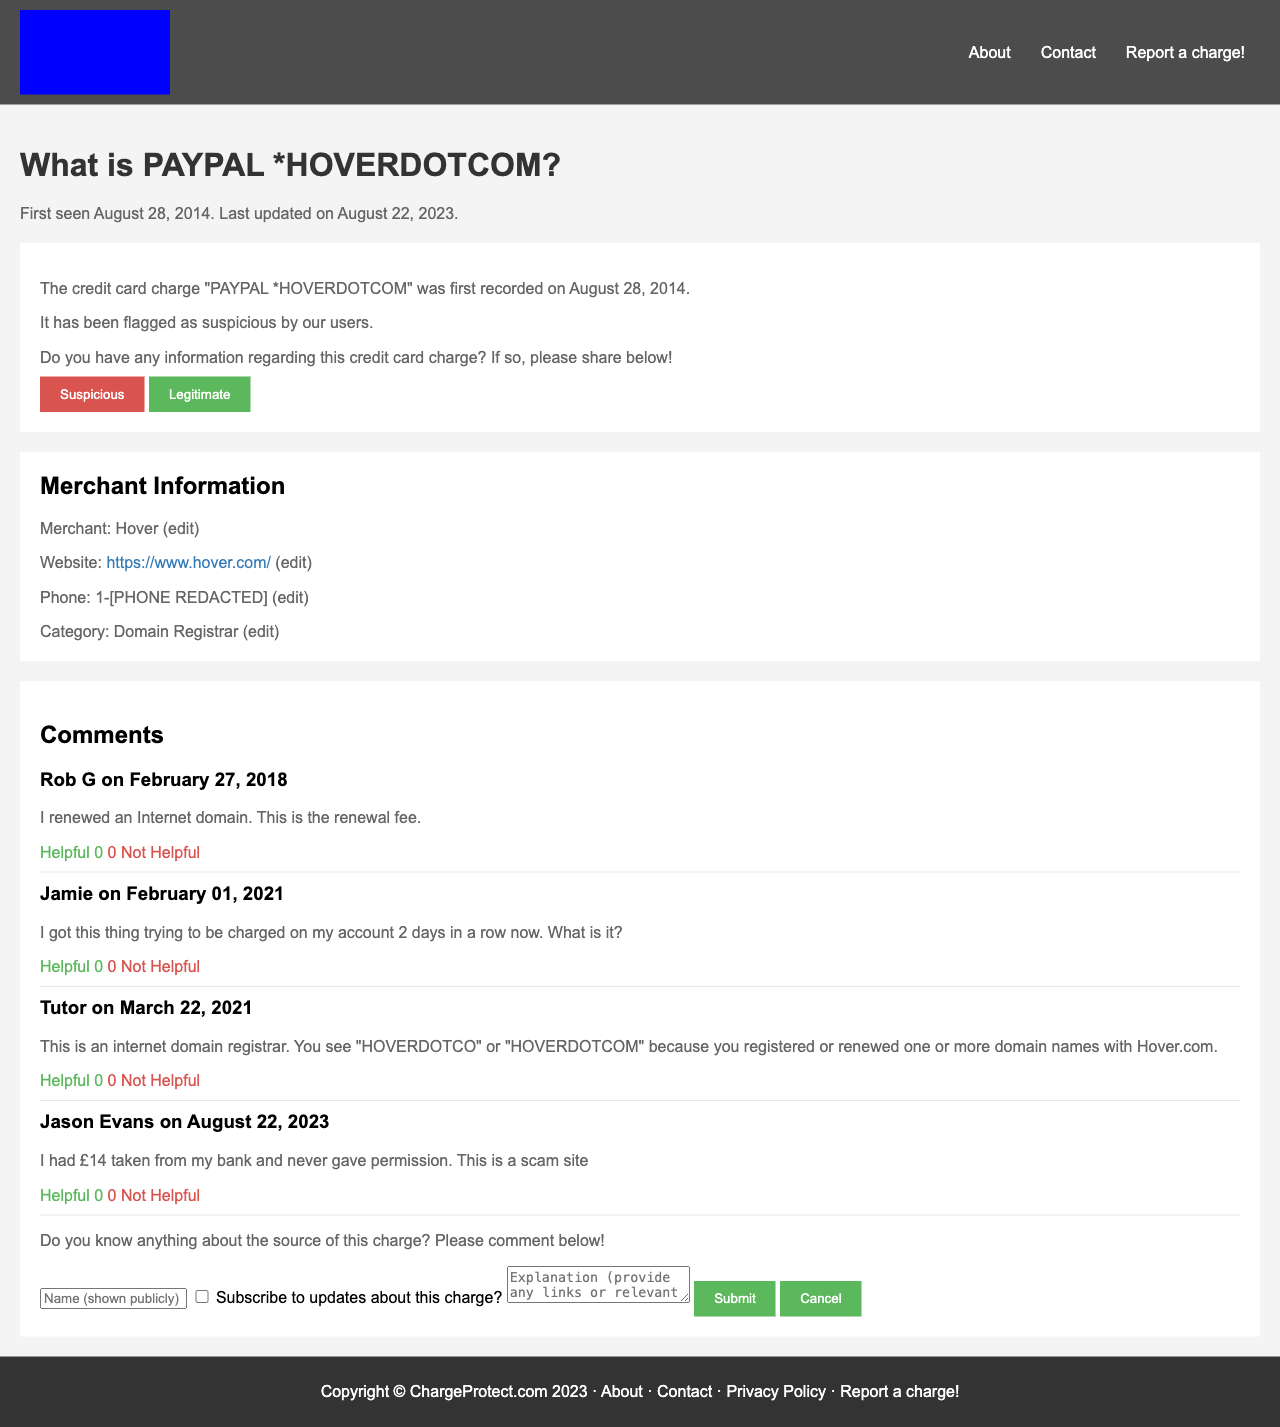 About Contact Report a charge!
What is PAYPAL *HOVERDOTCOM?
First seen August 28, 2014. Last updated on August 22, 2023.
The credit card charge "PAYPAL *HOVERDOTCOM" was first recorded on August 28, 2014.
It has been flagged as suspicious by our users.
Do you have any information regarding this credit card charge? If so, please share below!
Suspicious Legitimate
Merchant Information
Merchant: Hover (edit)
Website: https://www.hover.com/ (edit)
Phone: 1-[PHONE REDACTED] (edit)
Category: Domain Registrar (edit)
Comments
Rob G on February 27, 2018
I renewed an Internet domain. This is the renewal fee.
Helpful 0 0 Not Helpful
Jamie on February 01, 2021
I got this thing trying to be charged on my account 2 days in a row now. What is it?
Helpful 0 0 Not Helpful
Tutor on March 22, 2021
This is an internet domain registrar. You see "HOVERDOTCO" or "HOVERDOTCOM" because you registered or renewed one or more domain names with Hover.com.
Helpful 0 0 Not Helpful
Jason Evans on August 22, 2023
I had £14 taken from my bank and never gave permission. This is a scam site
Helpful 0 0 Not Helpful
Do you know anything about the source of this charge? Please comment below!
Name (shown publicly) Subscribe to updates about this charge? Explanation (provide
any links or relevant
Submit Cancel
Copyright © ChargeProtect.com 2023 · About · Contact · Privacy Policy · Report a charge!